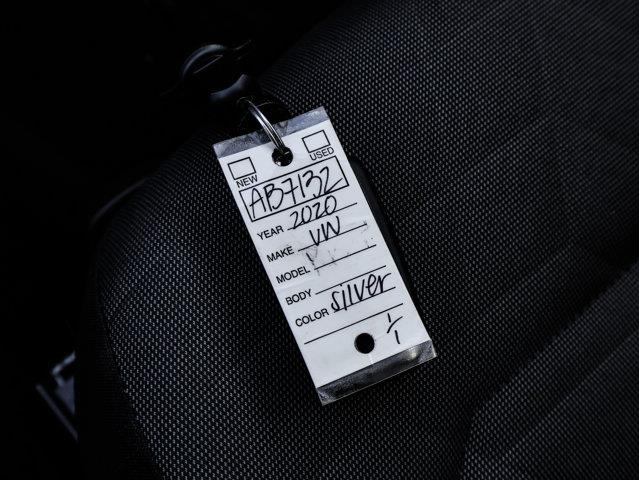 NEW USED
AB7132
YEAR 2020
MAKE VW
MODEL
BODY
COLOR silver
1/1